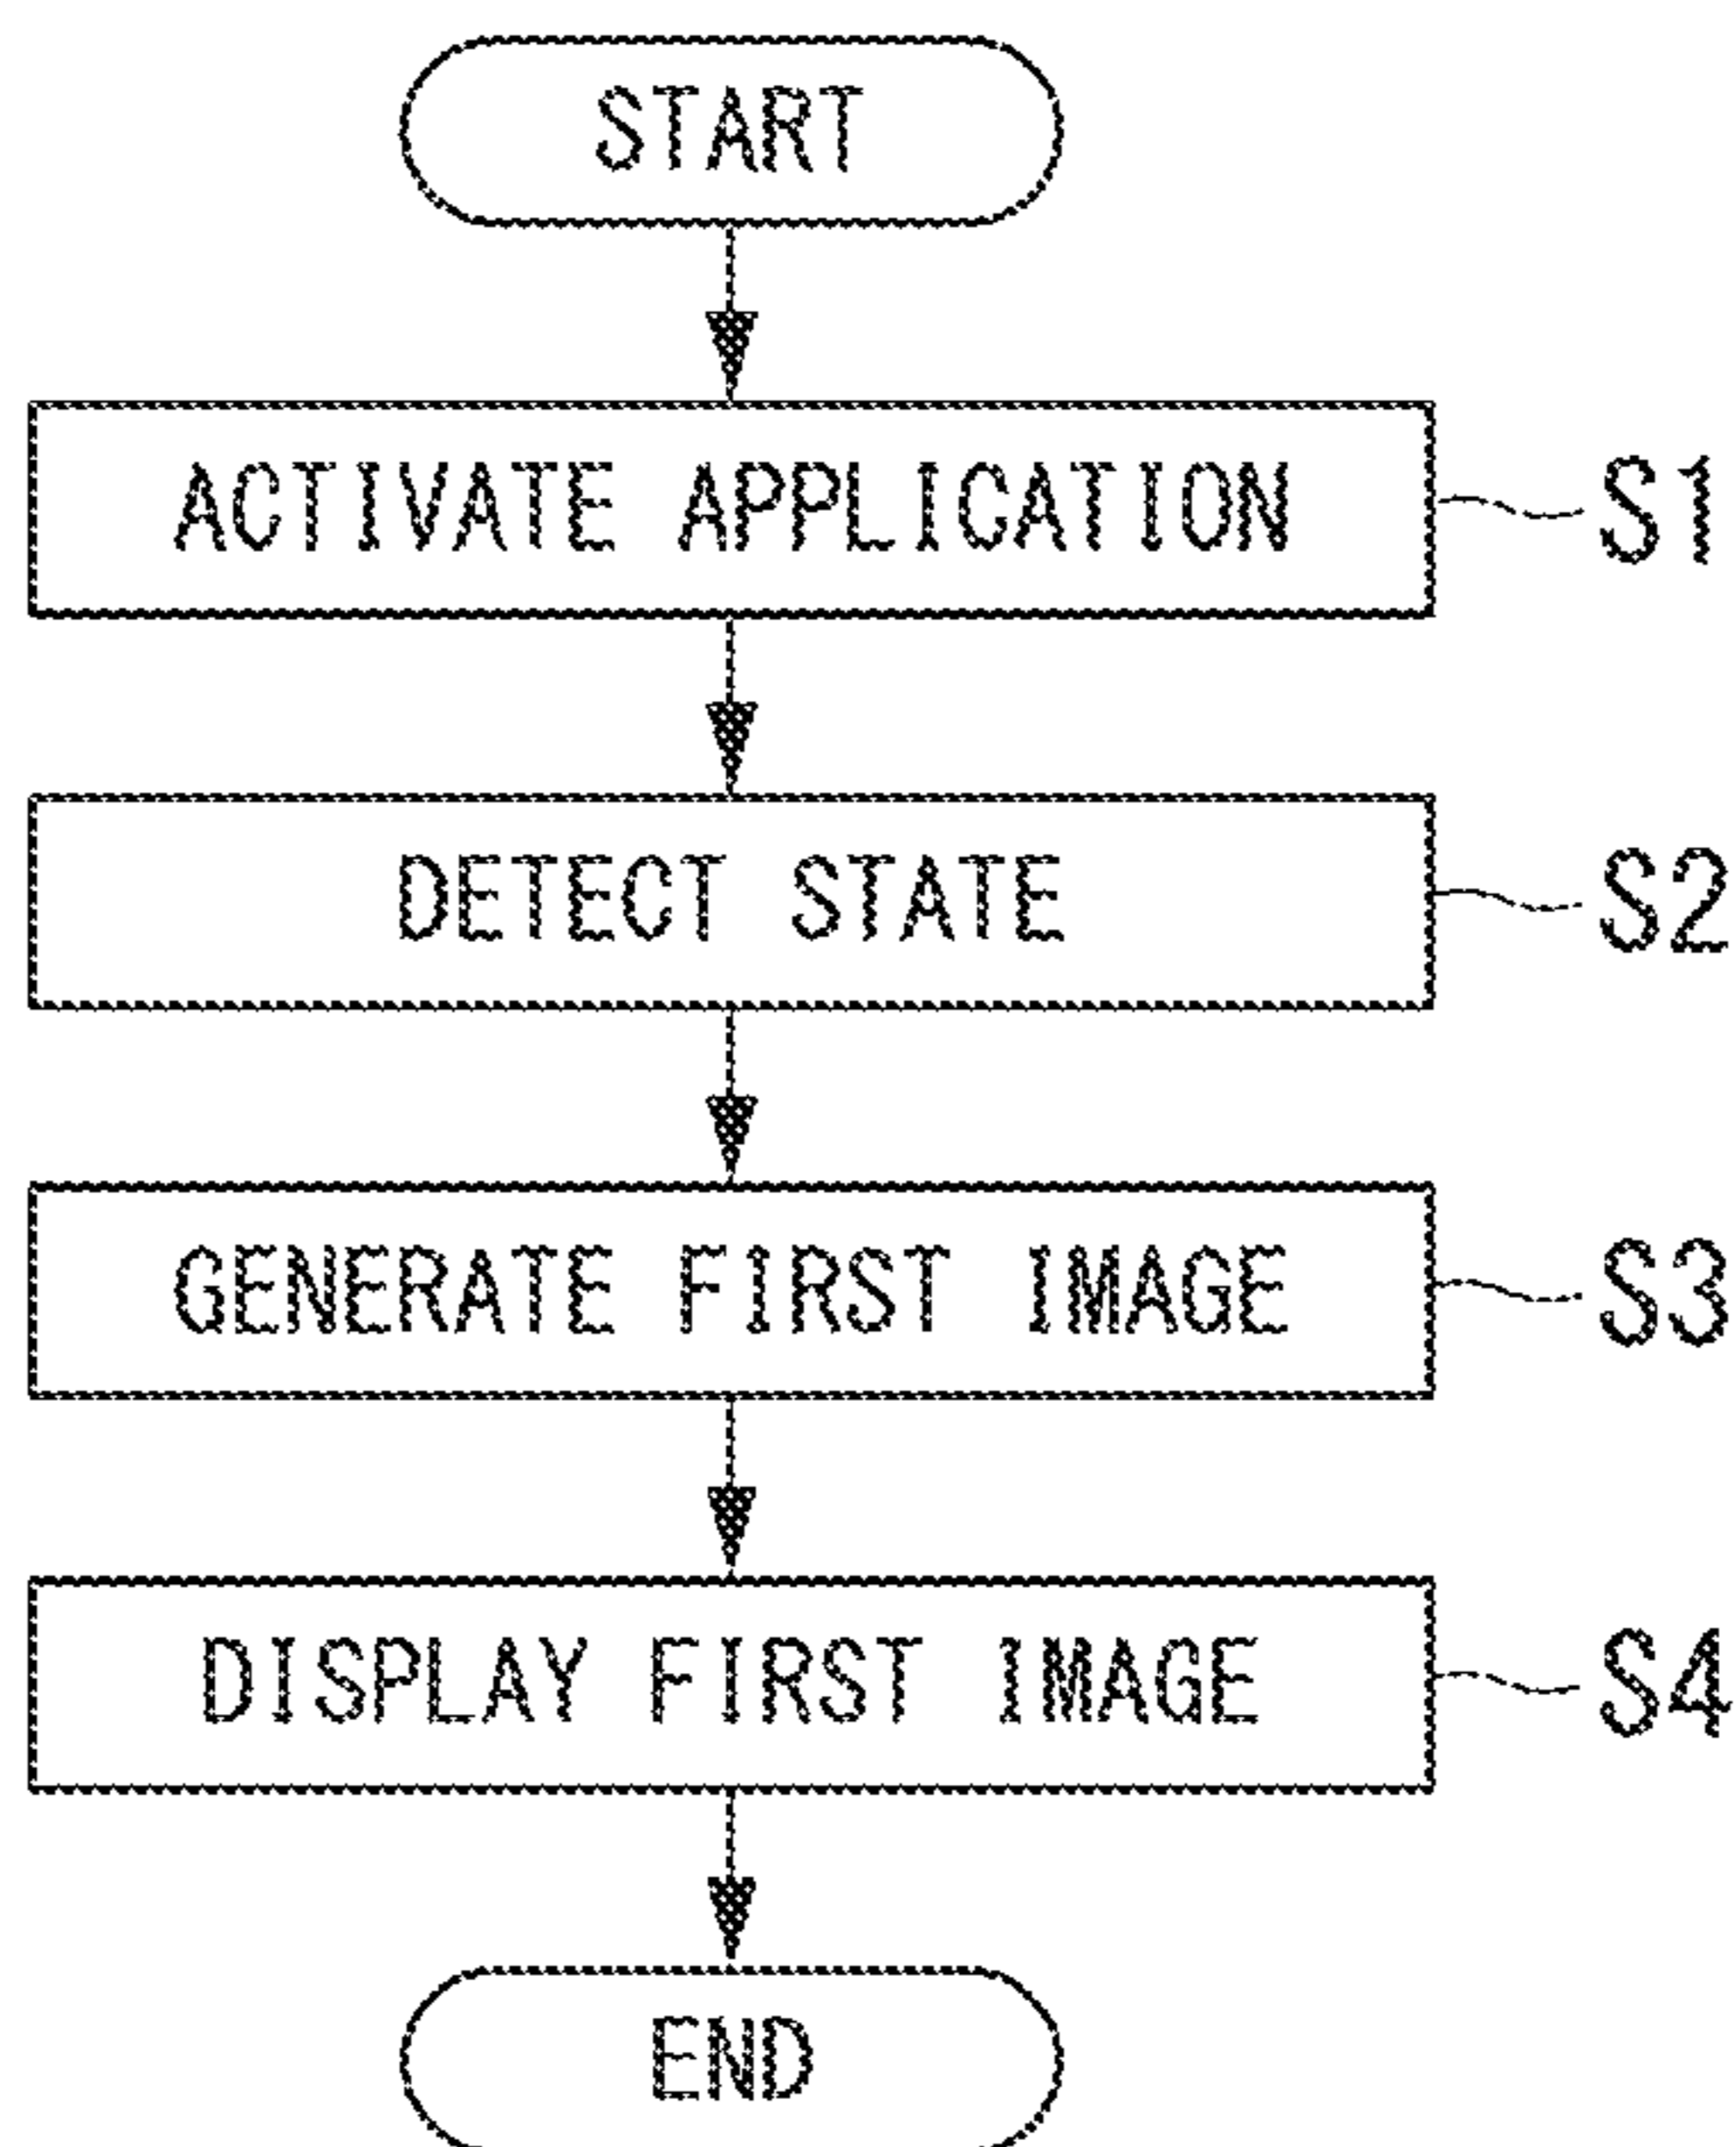 START
ACTIVATE APPLICATION S1
DETECT STATE S2
GENERATE FIRST IMAGE S3
DISPLAY FIRST IMAGE S4
END